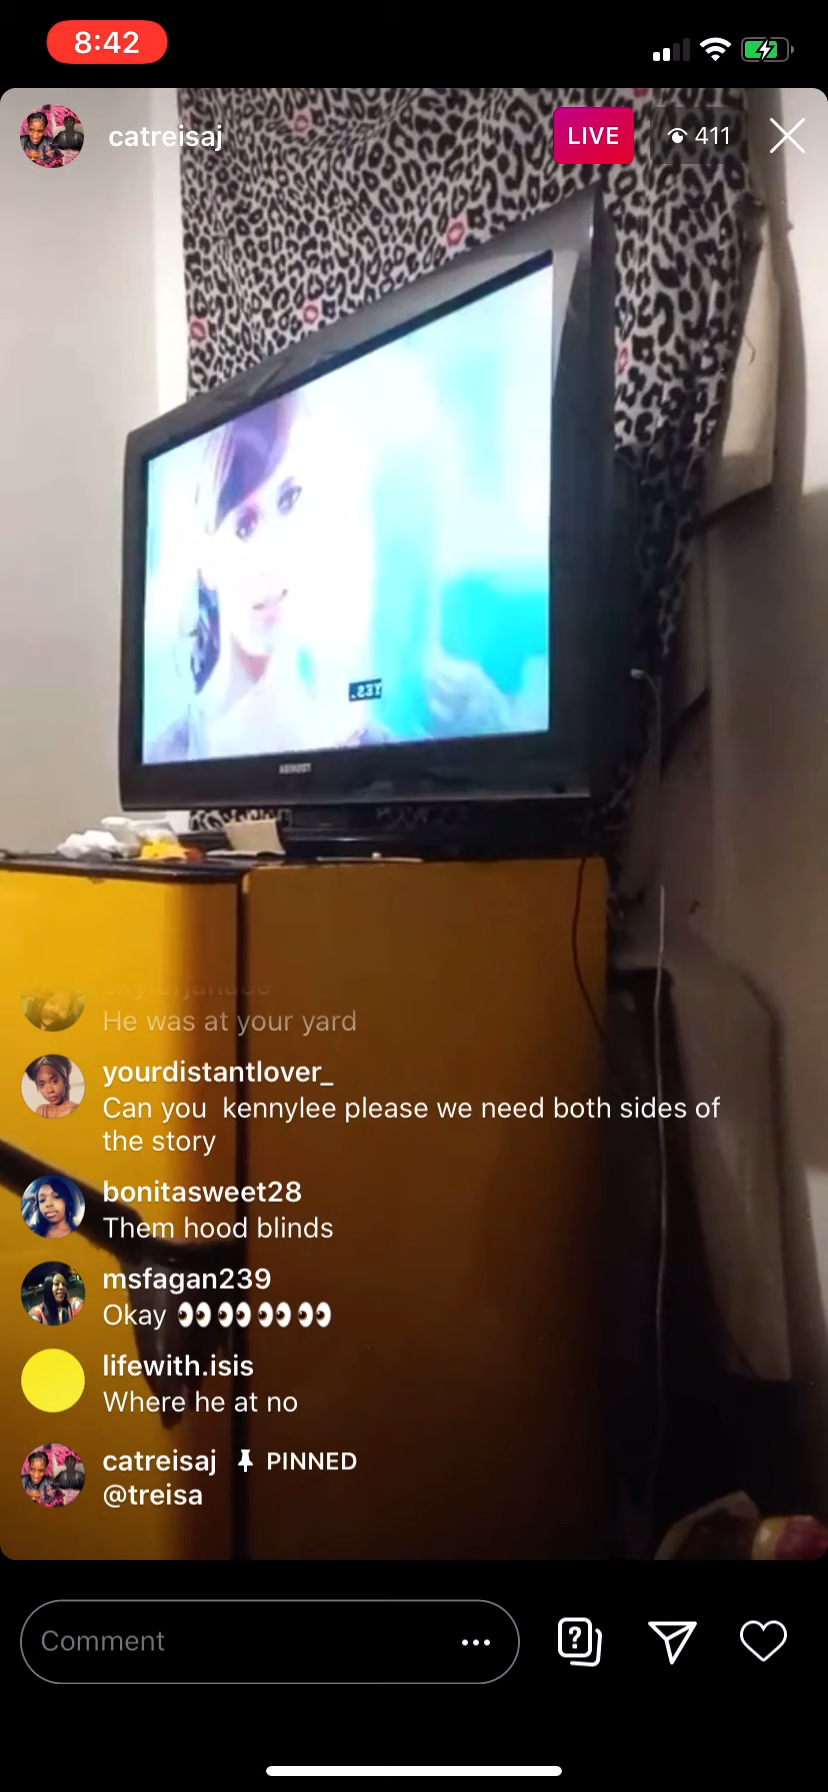 8:42
catreisaj
LIVE
411
YES.
He was at your yard
yourdistantlover_
Can you kennylee please we need both sides of
the story
bonitasweet28
Them hood blinds
msfagan239
Okay 👀👀👀👀
lifewith.isis
Where he at no
catreisaj PINNED
@treisa
Comment